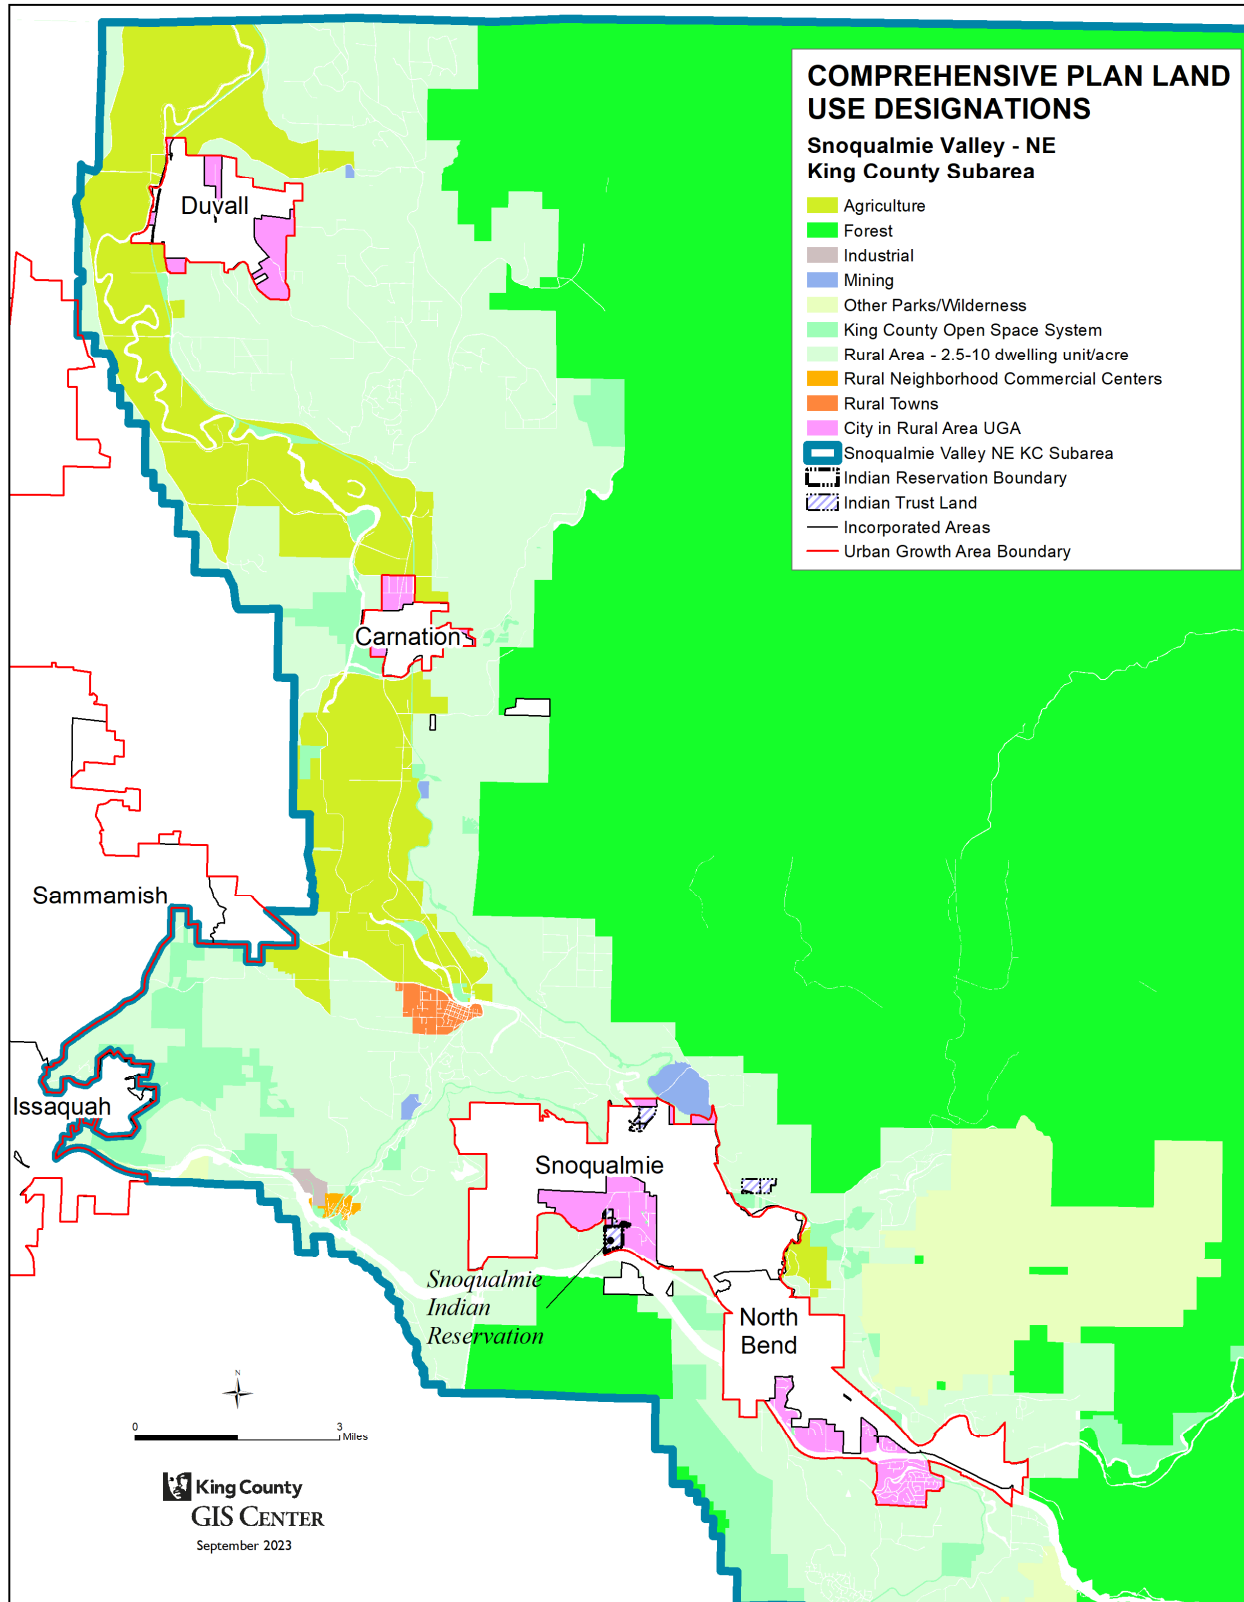 COMPREHENSIVE PLAN LAND
USE DESIGNATIONS
Snoqualmie Valley - NE
King County Subarea
Agriculture
Forest
Industrial
Mining
Other Parks/Wilderness
King County Open Space System
Rural Area - 2.5-10 dwelling unit/acre
Rural Neighborhood Commercial Centers
Rural Towns
City in Rural Area UGA
Snoqualmie Valley NE KC Subarea
Indian Reservation Boundary
Indian Trust Land
Incorporated Areas
Urban Growth Area Boundary
Duvall
Carnation
Sammamish
Issaquah
Snoqualmie
Snoqualmie
Indian
Reservation
North
Bend
N
0 3
Miles
King County
GIS CENTER
September 2023